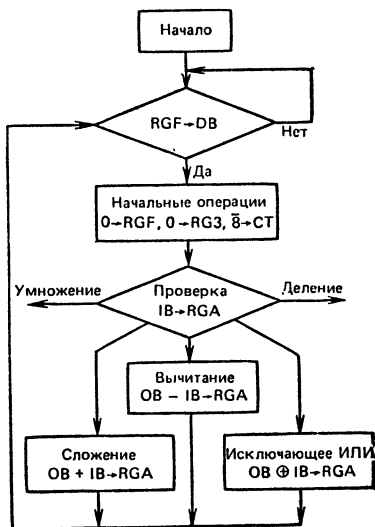 Начало
RGF→DB
Нет
Да
Начальные операции
0→RGF, 0→RG3, 8̅→CT
Умножение
Проверка
IB→RGA
Деление
Вычитание
OB – IB→RGA
Сложение
OB + IB→RGA
Исключающее ИЛИ
OB ⊕ IB→RGA